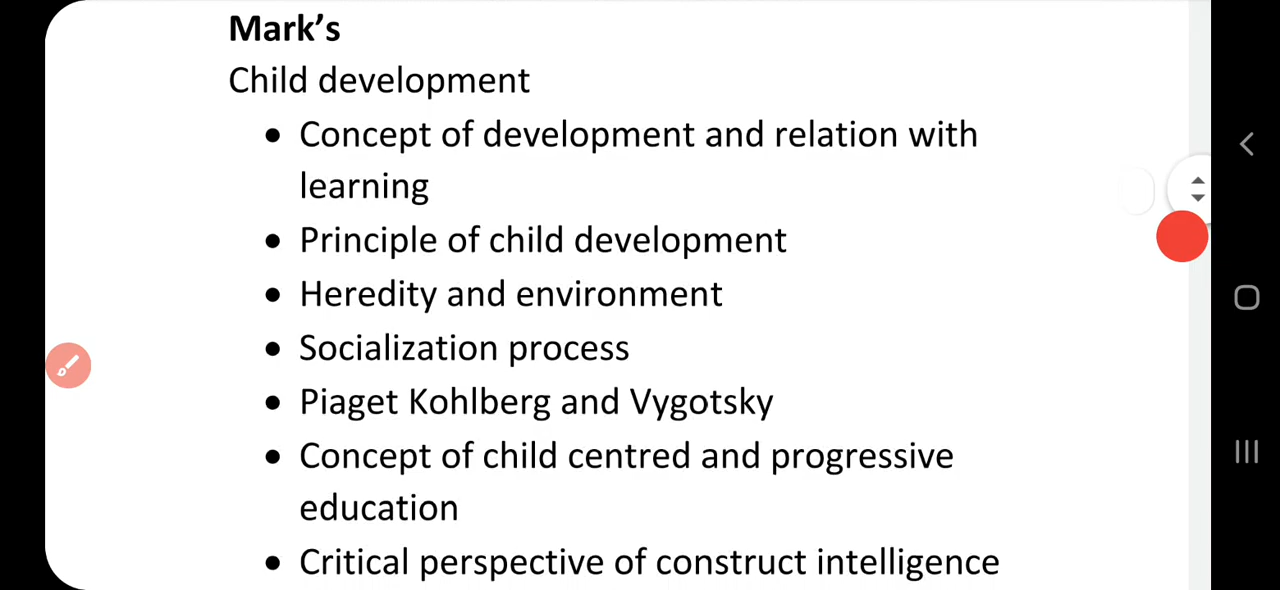 Mark’s
Child development
• Concept of development and relation with
learning
• Principle of child development
• Heredity and environment
• Socialization process
• Piaget Kohlberg and Vygotsky
• Concept of child centred and progressive
education
• Critical perspective of construct intelligence